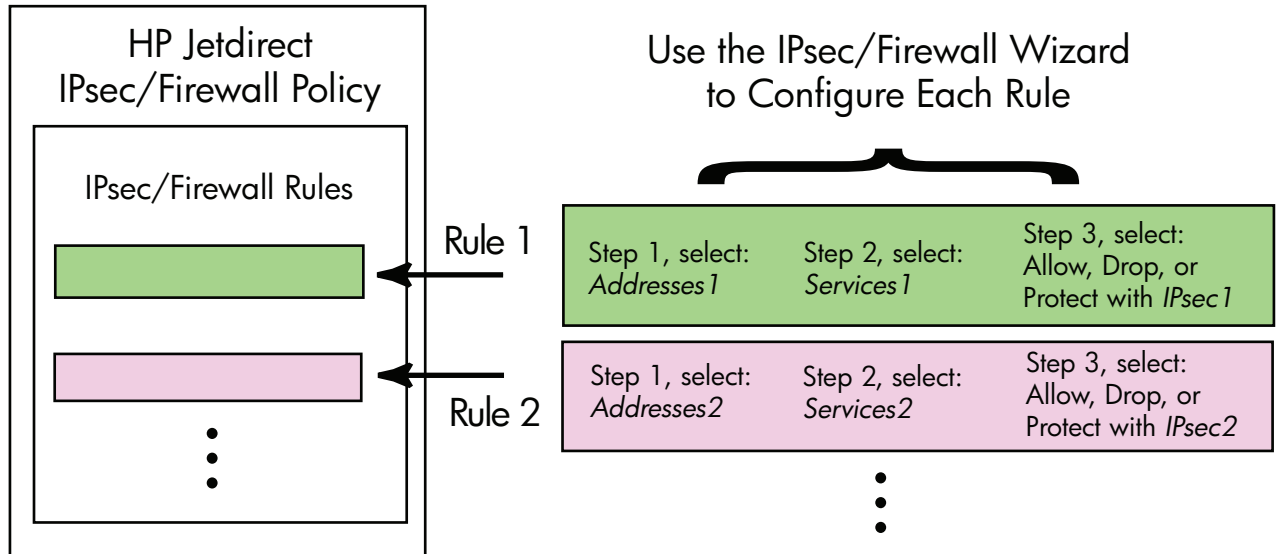 HP Jetdirect
IPsec/Firewall Policy
IPsec/Firewall Rules
Use the IPsec/Firewall Wizard
to Configure Each Rule
Rule 1
Step 1, select:
Addresses1
Step 2, select:
Services1
Step 3, select:
Allow, Drop, or
Protect with IPsec1
Rule 2
Step 1, select:
Addresses2
Step 2, select:
Services2
Step 3, select:
Allow, Drop, or
Protect with IPsec2